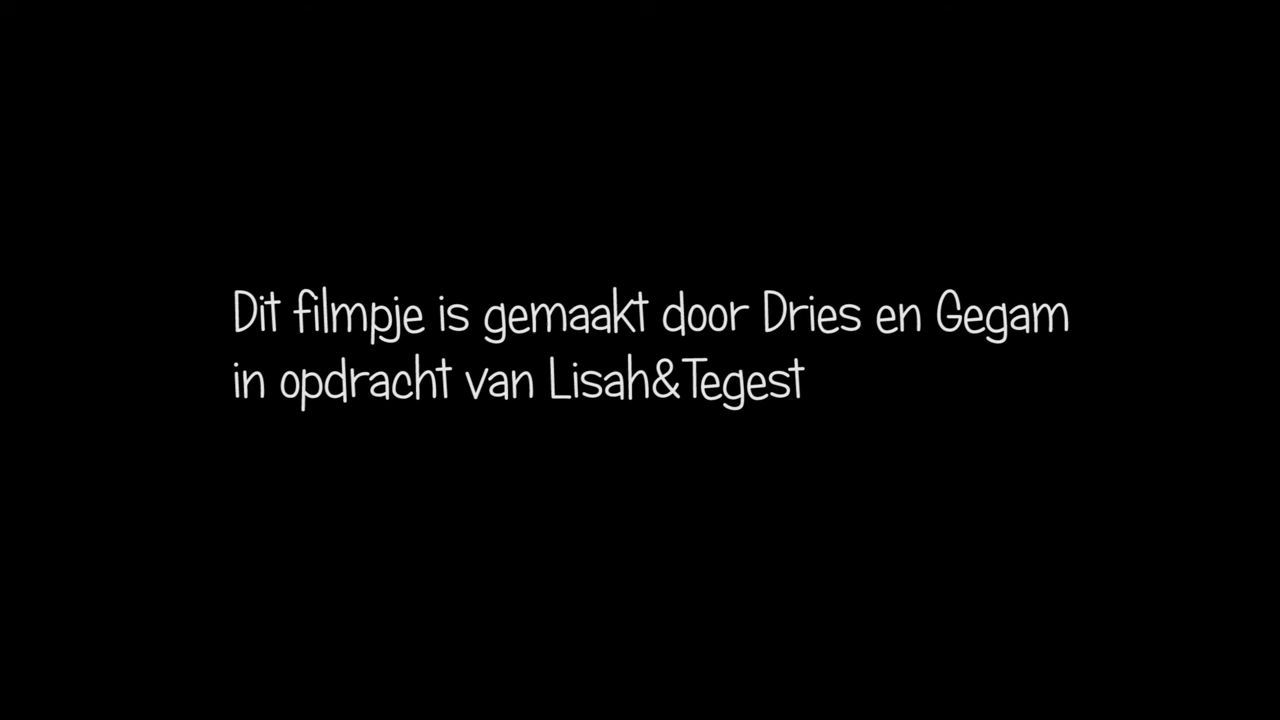 Dit filmpje is gemaakt door Dries en Gegam
in opdracht van Lisah&Tegest